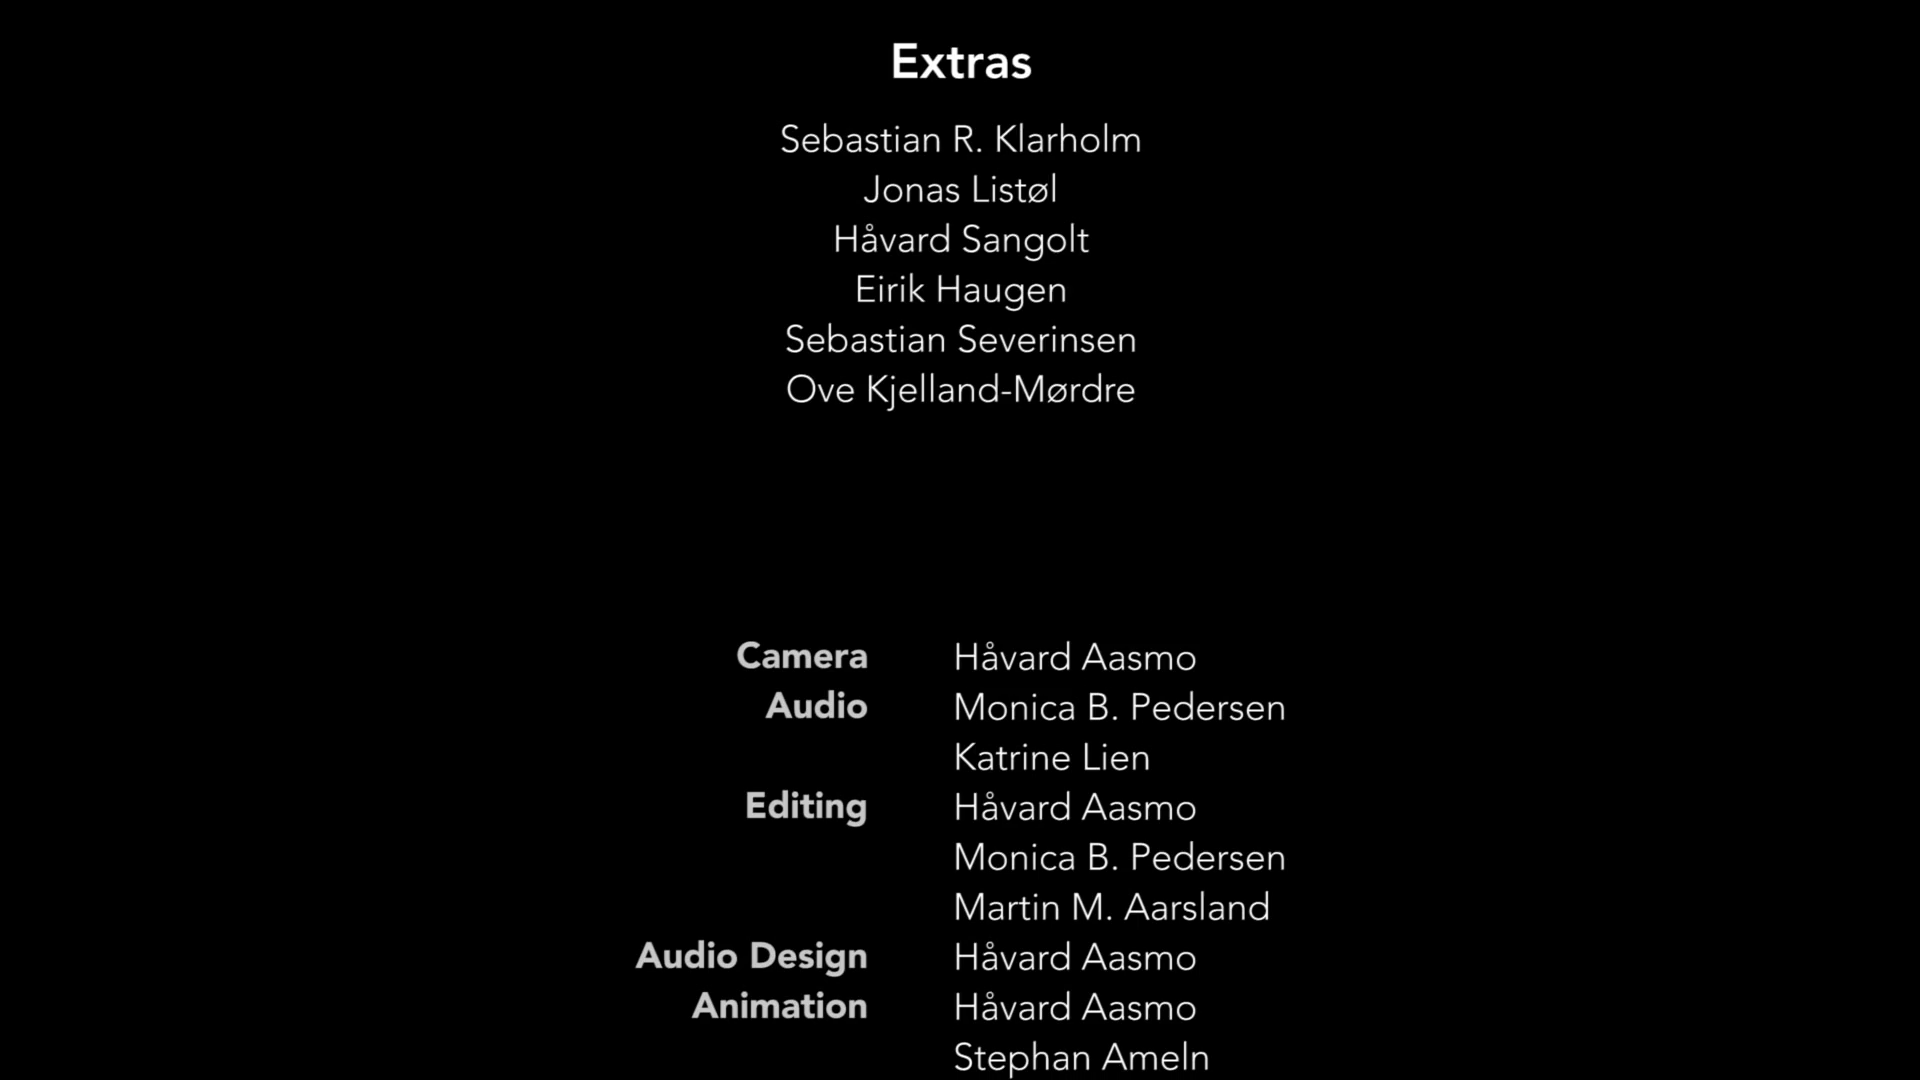 Extras
Sebastian R. Klarholm
Jonas Listøl
Håvard Sangolt
Eirik Haugen
Sebastian Severinsen
Ove Kjelland-Mørdre
Camera Håvard Aasmo
Audio Monica B. Pedersen
Katrine Lien
Editing Håvard Aasmo
Monica B. Pedersen
Martin M. Aarsland
Audio Design Håvard Aasmo
Animation Håvard Aasmo
Stephan Ameln